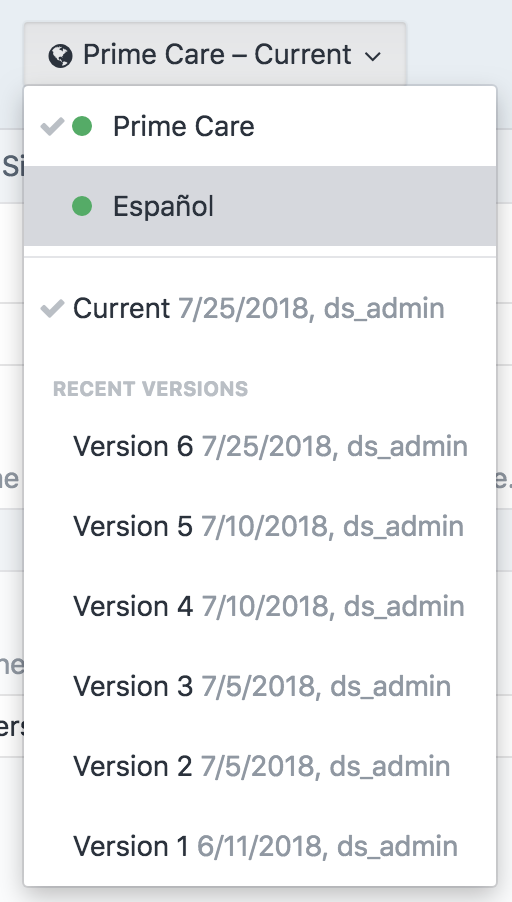 Prime Care – Current
Prime Care
Si
Español
Current 7/25/2018, ds_admin
RECENT VERSIONS
Version 6 7/25/2018, ds_admin
Version 5 7/10/2018, ds_admin
Version 4 7/10/2018, ds_admin
Version 3 7/5/2018, ds_admin
Version 2 7/5/2018, ds_admin
Version 1 6/11/2018, ds_admin